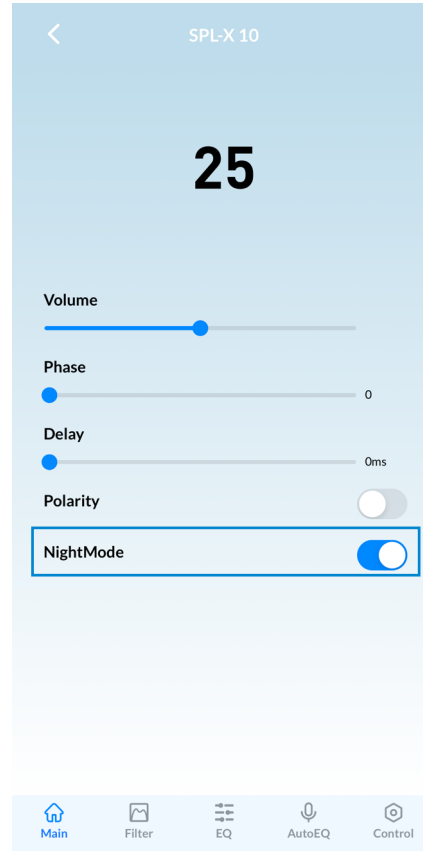 SPL-X 10
25
Volume
Phase
0
Delay
0ms
Polarity
NightMode
Main Filter EQ AutoEQ Control